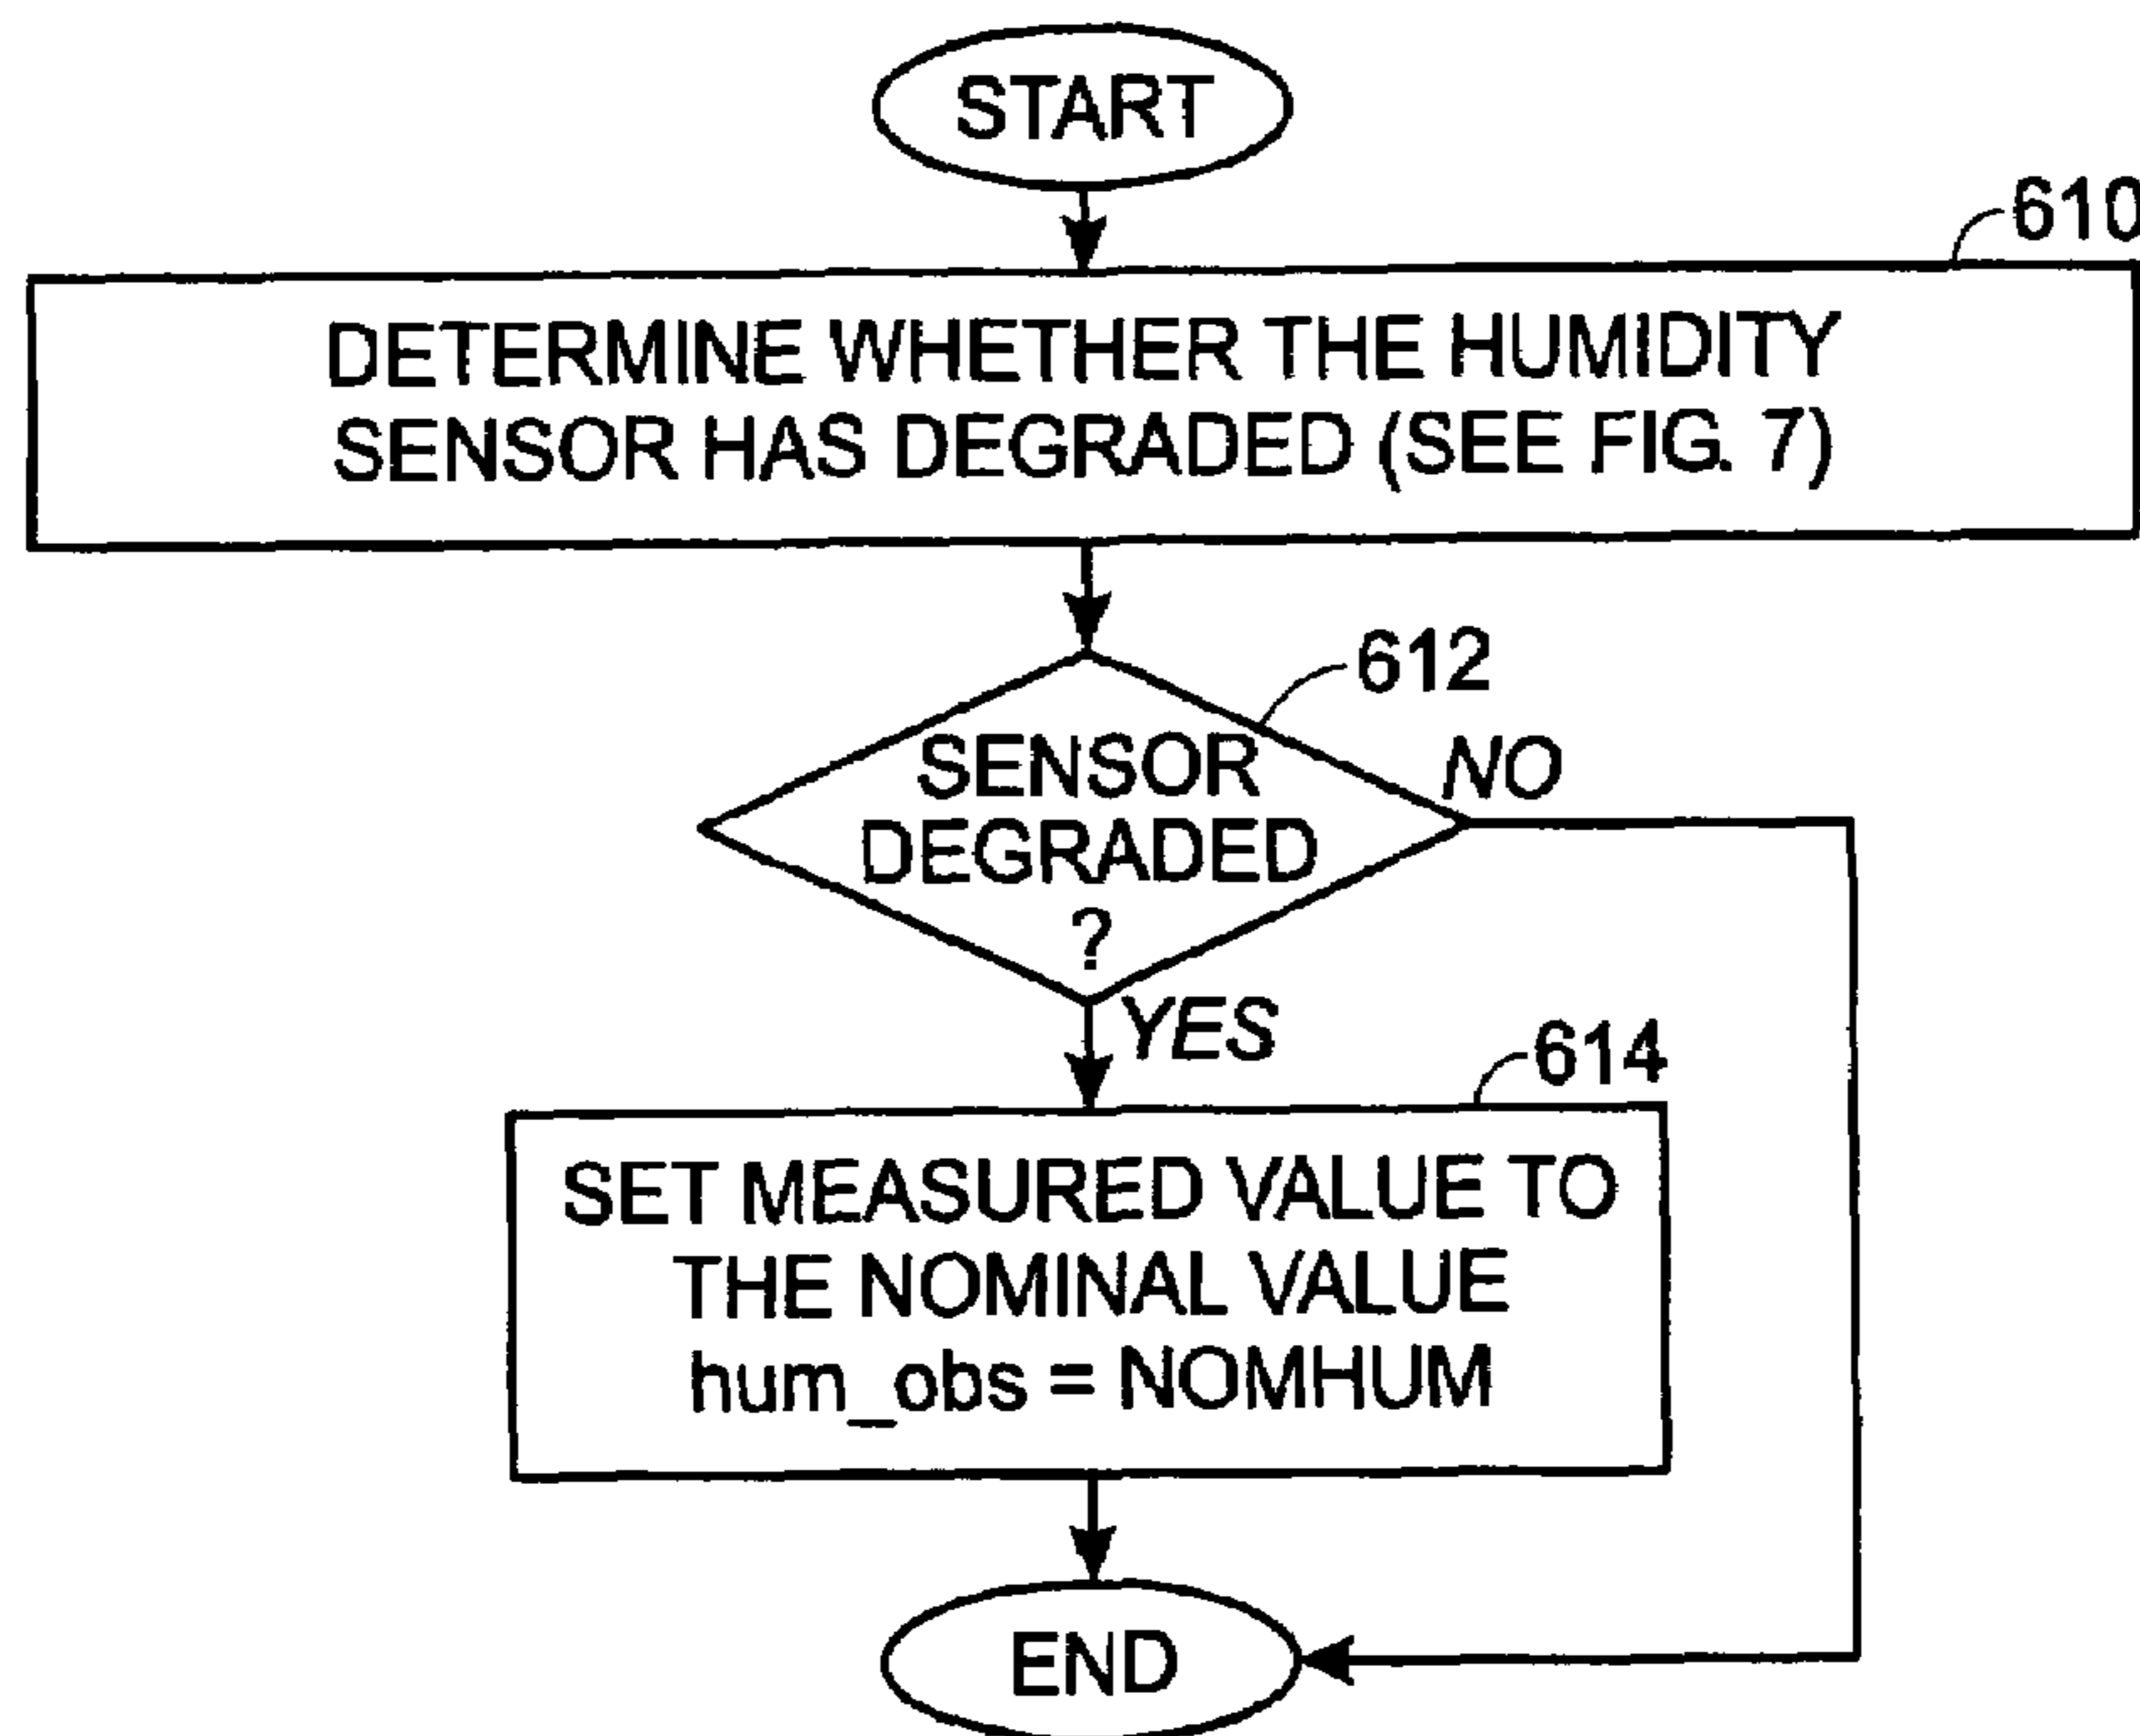 START
610
DETERMINE WHETHER THE HUMIDITY
SENSOR HAS DEGRADED (SEE FIG. 7)
612
SENSOR
DEGRADED
?
NO
YES
614
SET MEASURED VALUE TO
THE NOMINAL VALUE
hum_obs = NOMHUM
END